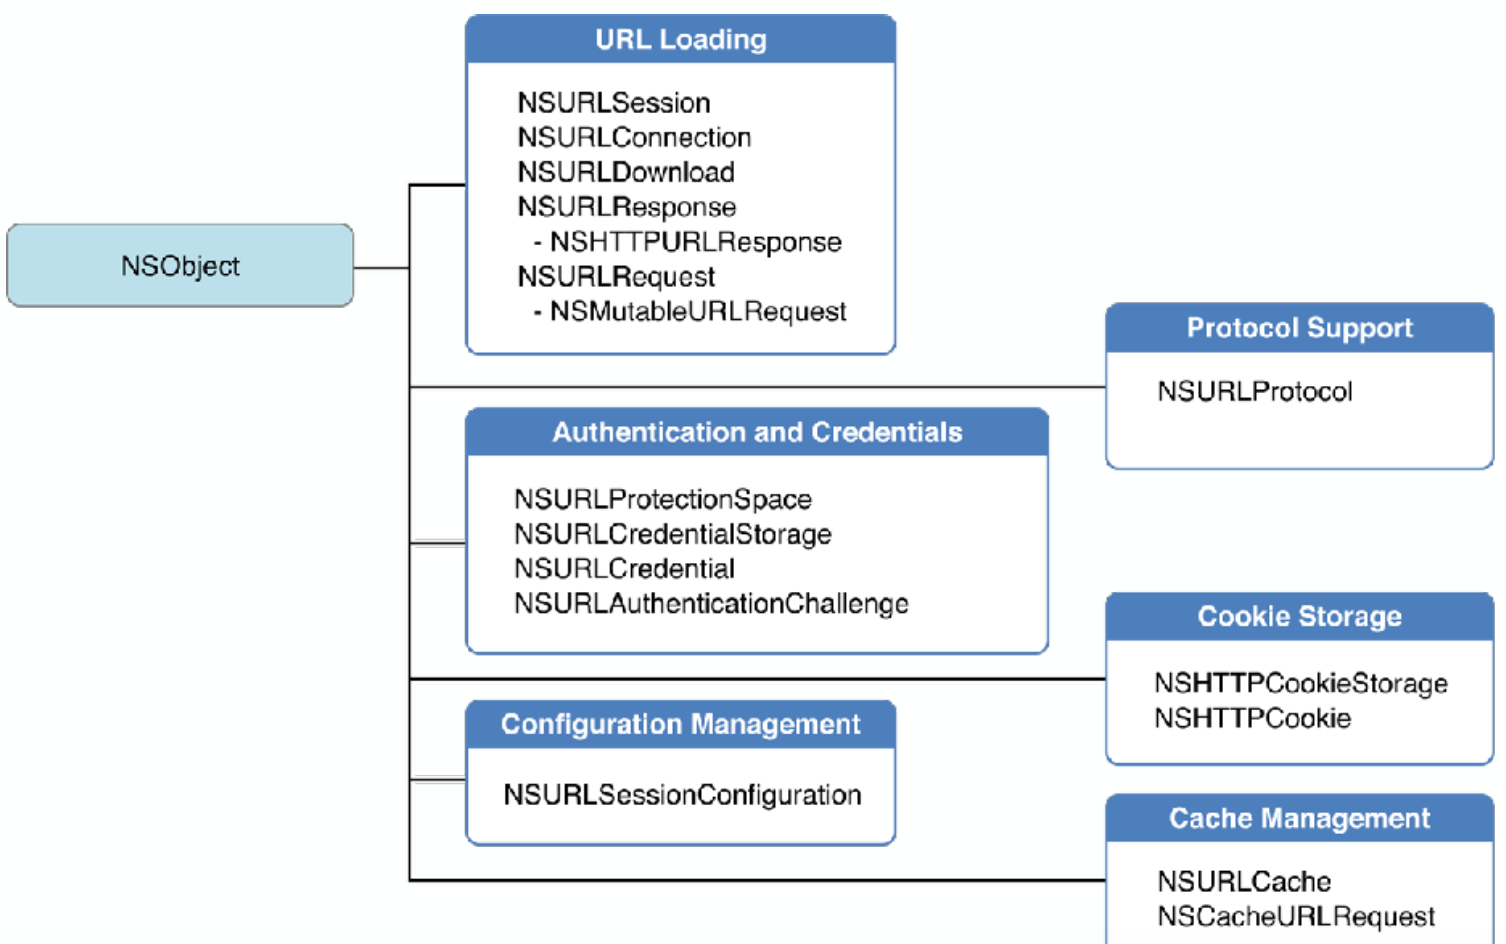 URL Loading
NSURLSession
NSURLConnection
NSURLDownload
NSURLResponse
- NSHTTPURLResponse
NSURLRequest
- NSMutableURLRequest
NSObject
Protocol Support
NSURLProtocol
Authentication and Credentials
NSURLProtectionSpace
NSURLCredentialStorage
NSURLCredential
NSURLAuthenticationChallenge
Cookie Storage
NSHTTPCookieStorage
NSHTTPCookie
Configuration Management
NSURLSessionConfiguration
Cache Management
NSURLCache
NSCacheURLRequest